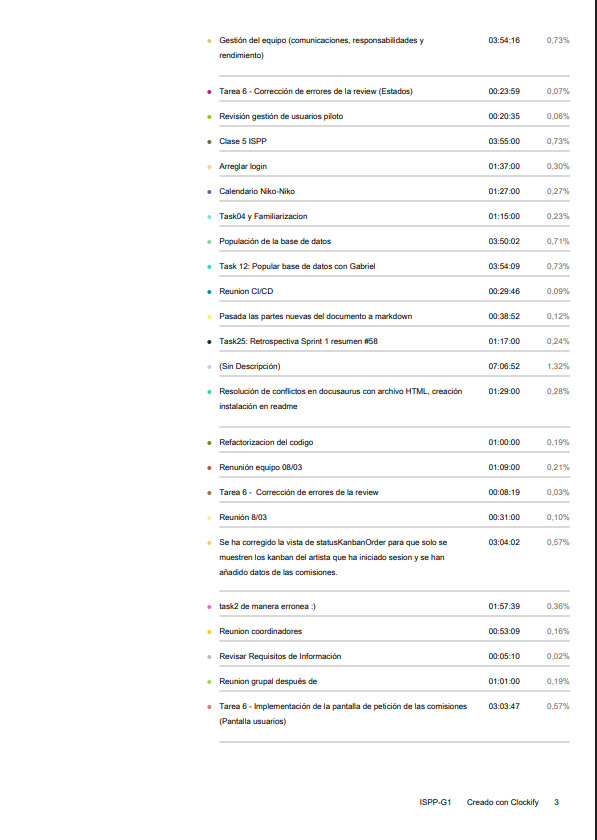 Gestión del equipo (comunicaciones, responsabilidades y 03:54:16 0,73%
rendimiento)
Tarea 6 - Corrección de errores de la review (Estados) 00:23:59 0,07%
Revisión gestión de usuarios piloto 00:20:35 0,06%
Clase 5 ISPP 03:55:00 0,73%
Arreglar login 01:37:00 0,30%
Calendario Niko-Niko 01:27:00 0,27%
Task04 y Familiarizacion 01:15:00 0,23%
Populación de la base de datos 03:50:02 0,71%
Task 12: Popular base de datos con Gabriel 03:54:09 0,73%
Reunion CI/CD 00:29:46 0,09%
Pasada las partes nuevas del documento a markdown 00:38:52 0,12%
Task25: Retrospectiva Sprint 1 resumen #58 01:17:00 0,24%
(Sin Descripción) 07:06:52 1,32%
Resolución de conflictos en docusaurus con archivo HTML, creación 01:29:00 0,28%
instalación en readme
Refactorizacion del codigo 01:00:00 0,19%
Renunión equipo 08/03 01:09:00 0,21%
Tarea 6 -  Corrección de errores de la review 00:08:19 0,03%
Reunión 8/03 00:31:00 0,10%
Se ha corregido la vista de statusKanbanOrder para que solo se 03:04:02 0,57%
muestren los kanban del artista que ha iniciado sesion y se han
añadido datos de las comisiones.
task2 de manera erronea :) 01:57:39 0,36%
Reunion coordinadores 00:53:09 0,16%
Revisar Requisitos de Información 00:05:10 0,02%
Reunion grupal después de 01:01:00 0,19%
Tarea 6 - Implementación de la pantalla de petición de las comisiones 03:03:47 0,57%
(Pantalla usuarios)
ISPP-G1 Creado con Clockify 3